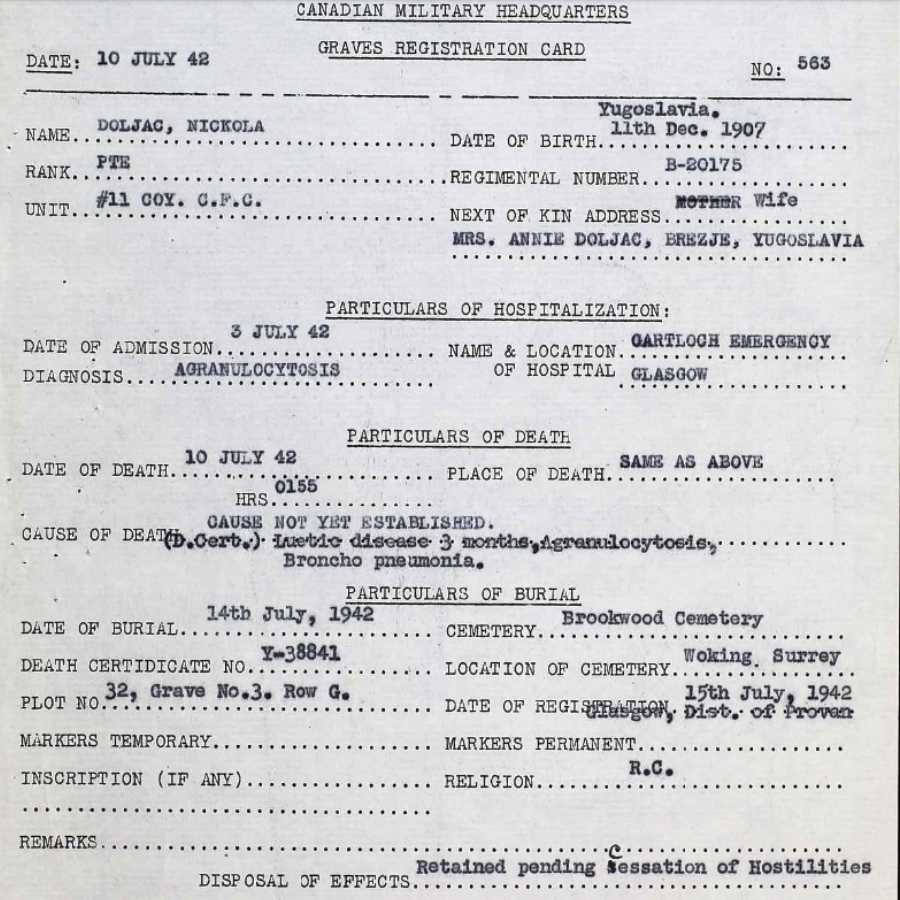 CANADIAN MILITARY HEADQUARTERS
GRAVES REGISTRATION CARD
DATE: 10 JULY 42
NO: 563
NAME.. DOLJAC, NICKOLA
Yugoslavia.
DATE OF BIRTH. 11th Dec. 1907
RANK.. PTE
REGIMENTAL NUMBER.. B-20175
UNIT.. #11 COY. C.F.C.
NEXT OF KIN ADDRESS. MOTHER Wife
MRS. ANNIE DOLJAC, BREZJE, YUGOSLAVIA
PARTICULARS OF HOSPITALIZATION:
DATE OF ADMISSION. 3 JULY 42
NAME & LOCATION. GARTLOCH EMERGENCY
DIAGNOSIS.... AGRANULOCYTOSIS
OF HOSPITAL GLASGOW
PARTICULARS OF DEATH
DATE OF DEATH. 10 JULY 42
PLACE OF DEATH. SAME AS ABOVE
HRS. 0155
CAUSE OF DEATH. CAUSE NOT YET ESTABLISHED.
(D.Cert.) Luetic disease 3 months, Agranulocytosis,
Broncho pneumonia.
PARTICULARS OF BURIAL
DATE OF BURIAL. 14th July, 1942
CEMETERY.. Brookwood Cemetery
DEATH CERTIDICATE NO. Y-38841
LOCATION OF CEMETERY. Woking Surrey
PLOT NO. 32, Grave No.3. Row G.
DATE OF REGISTRATION. 15th July, 1942
Glasgow, Dist. of Provan
MARKERS TEMPORARY
MARKERS PERMANENT
INSCRIPTION (IF ANY)
RELIGION. R.C.
REMARKS
DISPOSAL OF EFFECTS. Retained pending Cessation of Hostilities